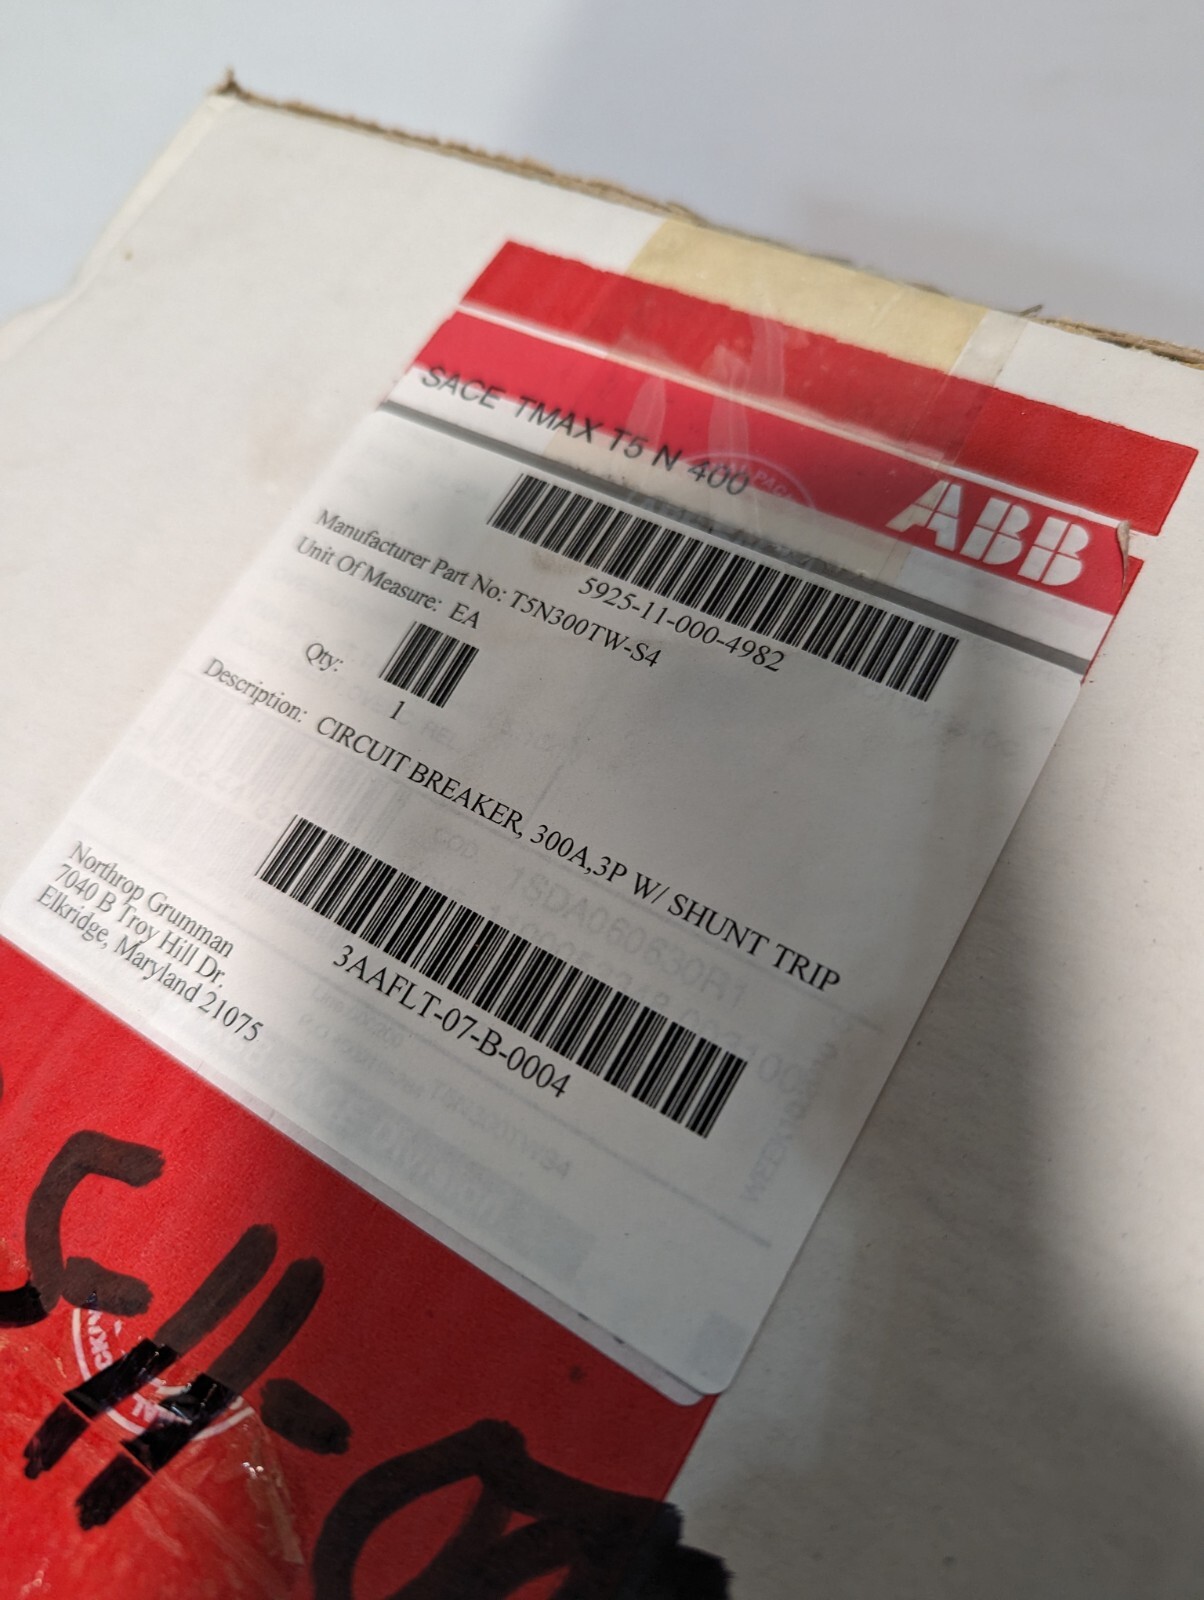 SACE TMAX T5 N 400
ABB
5925-11-000-4982
Manufacturer Part No: T5N300TW-S4
Unit Of Measure: EA
Qty:
1
Description: CIRCUIT BREAKER, 300A,3P W/ SHUNT TRIP
3AAFLT-07-B-0004
Northrop Grumman
7040 B Troy Hill Dr.
Elkridge, Maryland 21075
1SDA060630R1